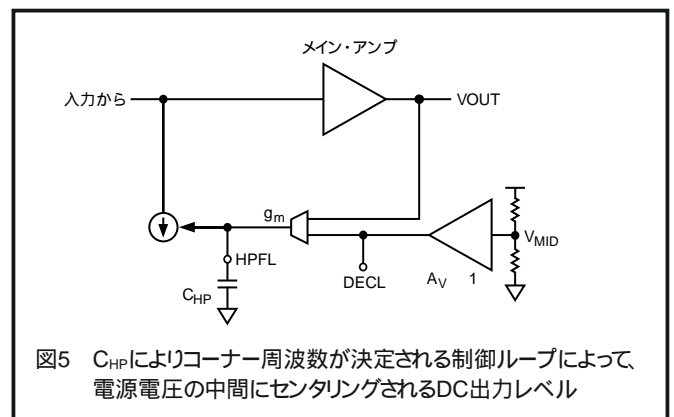 メイン・アンプ
入力から
VOUT
gm
VMID
HPFL
DECL
AV 1
CHP
図5 CHPによりコーナー周波数が決定される制御ループによって、
電源電圧の中間にセンタリングされるDC出力レベル